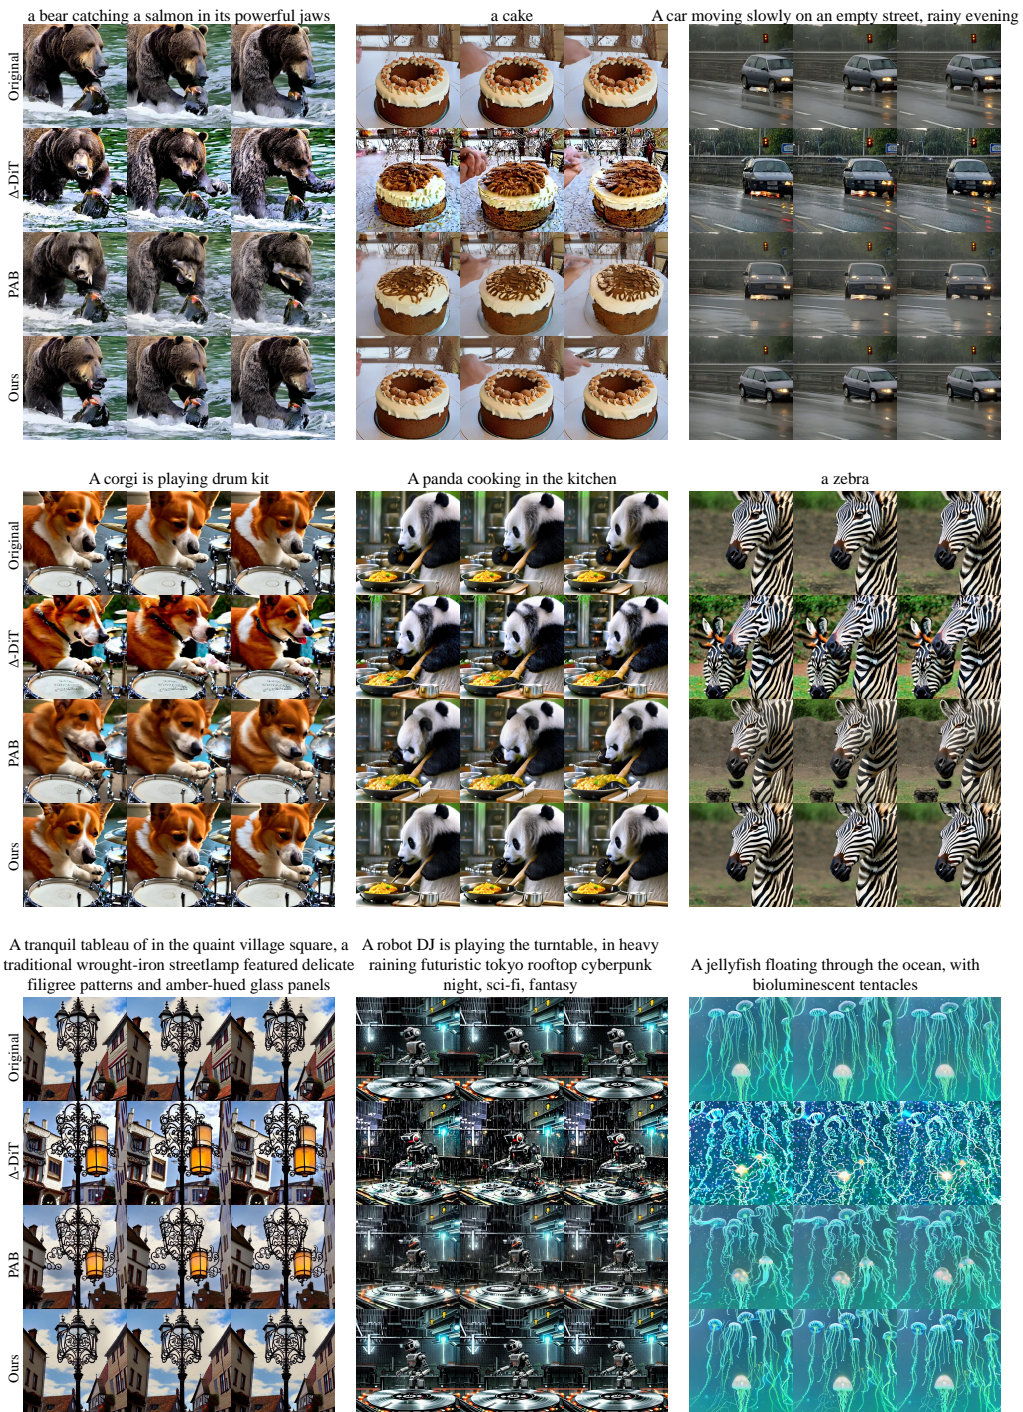 a bear catching a salmon in its powerful jaws
a cake
A car moving slowly on an empty street, rainy evening
Original
Δ-DiT
PAB
Ours
A corgi is playing drum kit
A panda cooking in the kitchen
a zebra
Original
Δ-DiT
PAB
Ours
A tranquil tableau of in the quaint village square, a
traditional wrought-iron streetlamp featured delicate
filigree patterns and amber-hued glass panels
A robot DJ is playing the turntable, in heavy
raining futuristic tokyo rooftop cyberpunk
night, sci-fi, fantasy
A jellyfish floating through the ocean, with
bioluminescent tentacles
Original
Δ-DiT
PAB
Ours